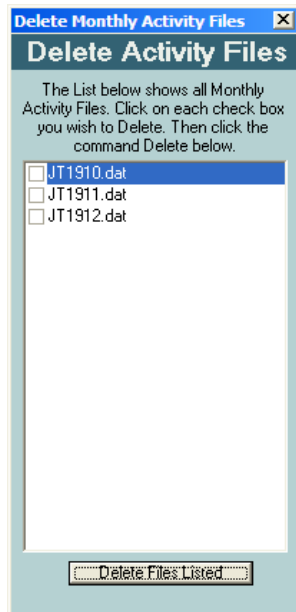 Delete Monthly Activity Files
Delete Activity Files
The List below shows all Monthly
Activity Files. Click on each check box
you wish to Delete. Then click the
command Delete below.
JT1910.dat
JT1911.dat
JT1912.dat
Delete Files Listed